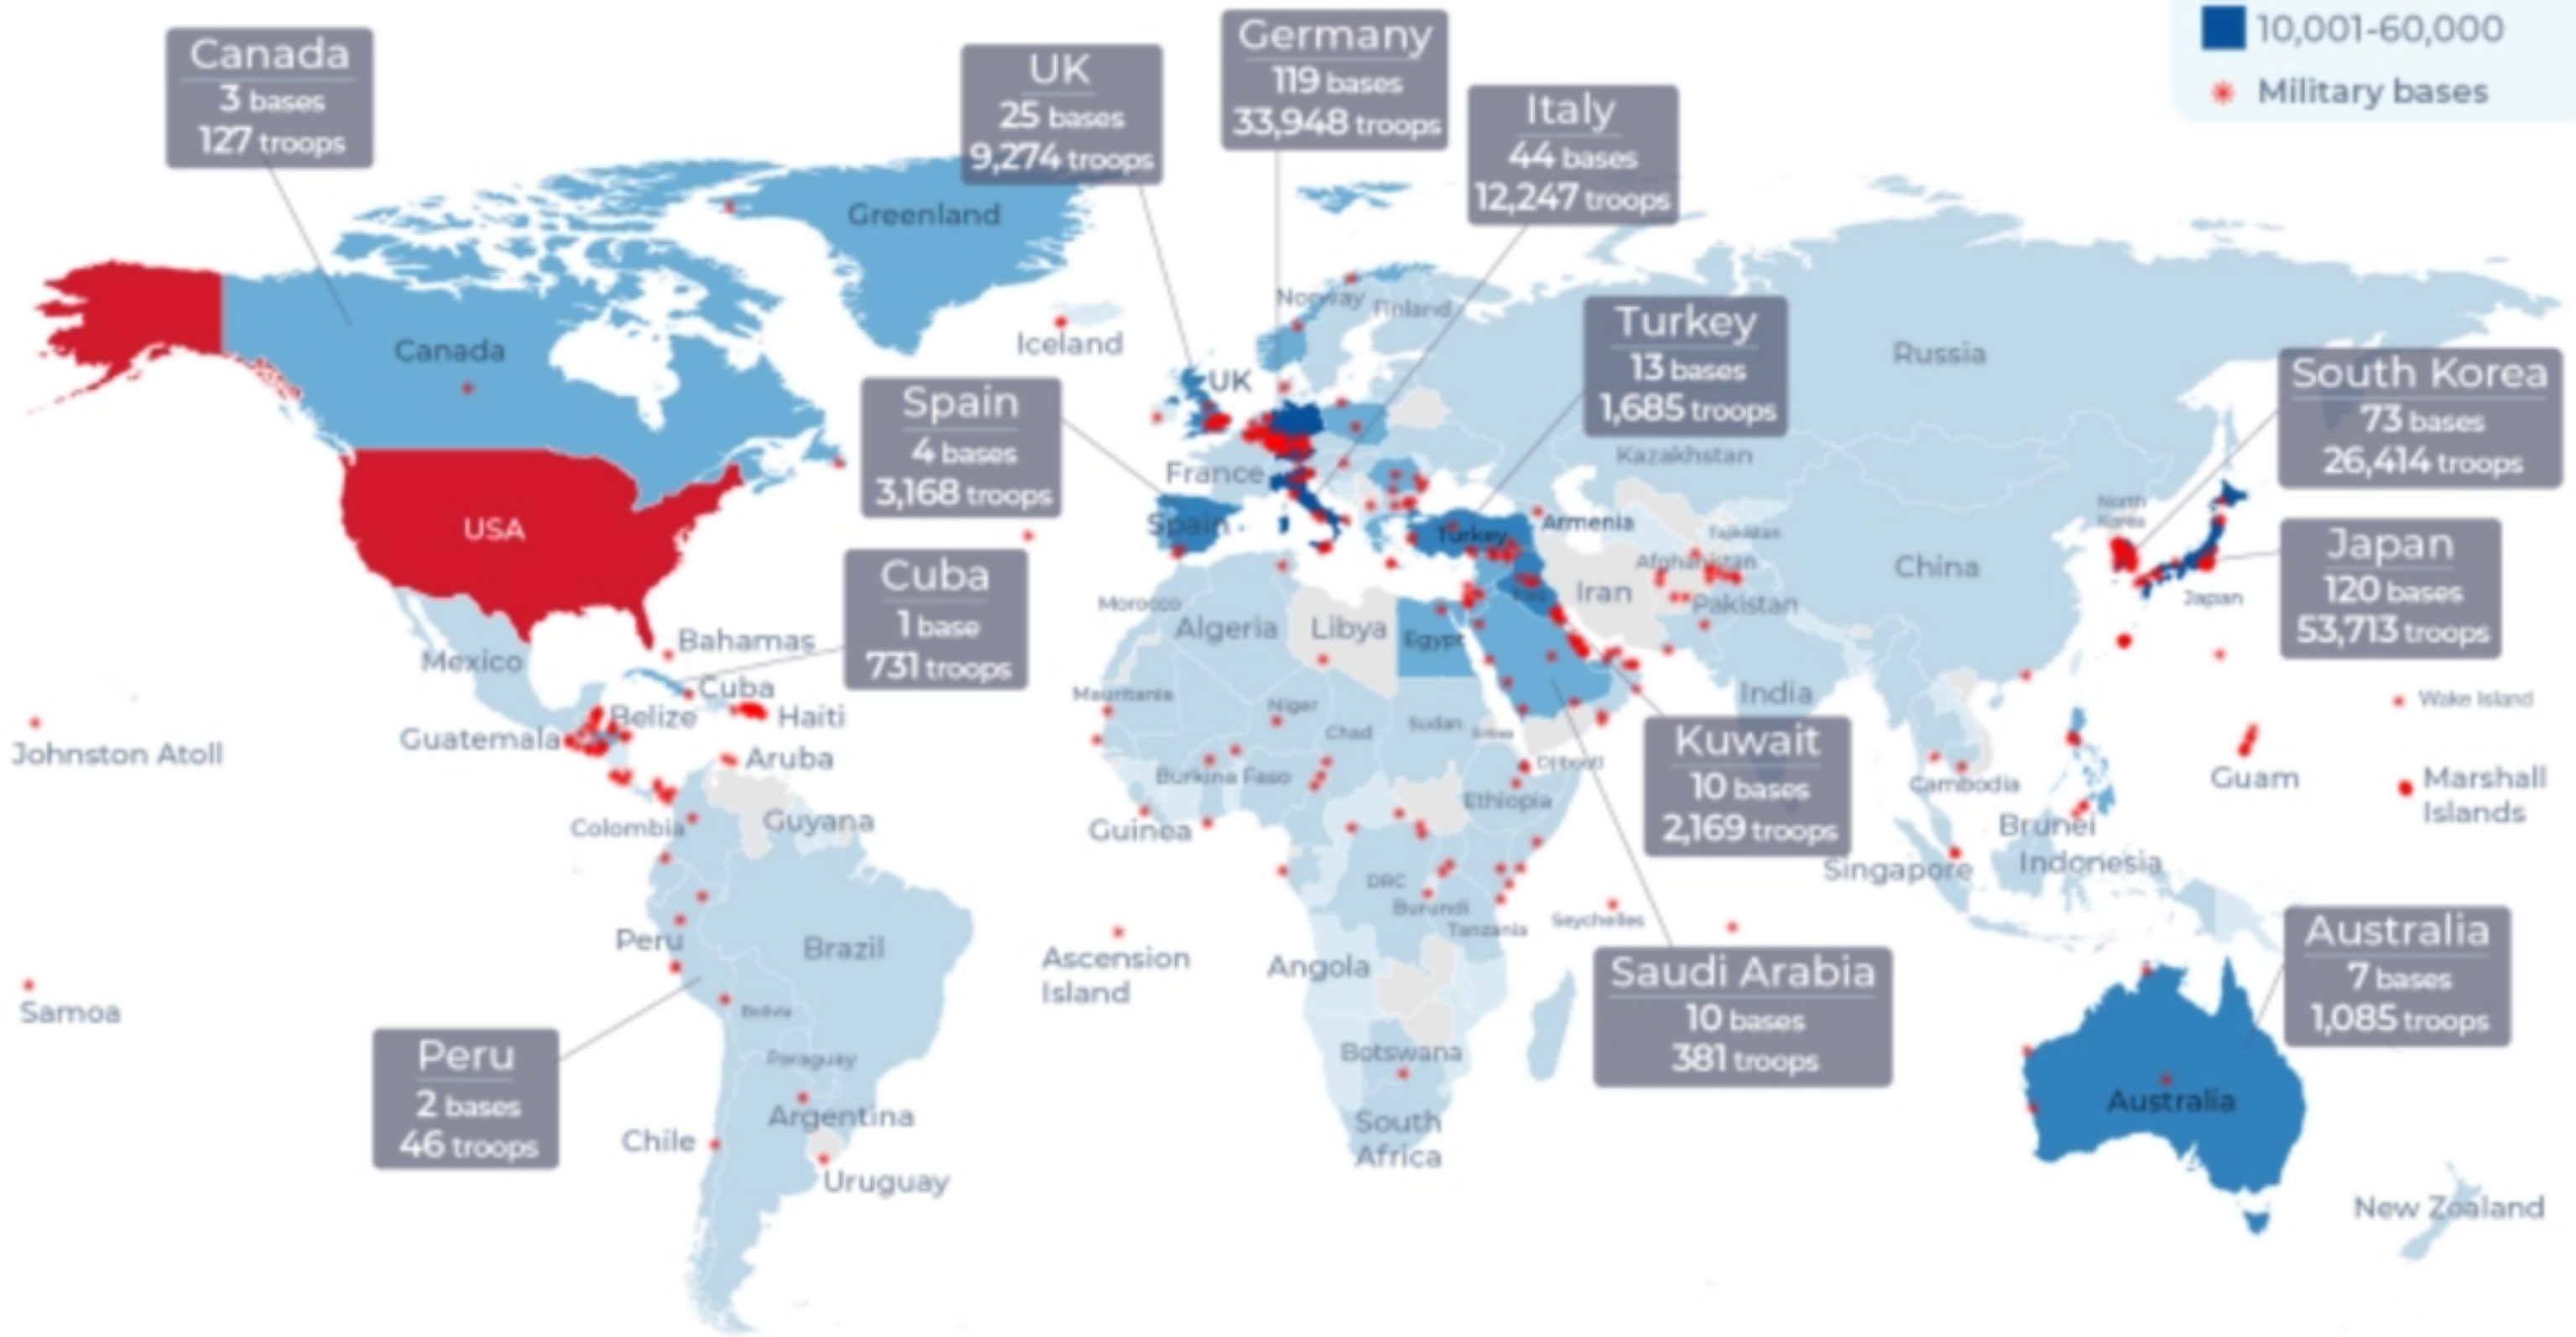 10,001-60,000
Military bases
Canada
3 bases
127 troops
UK
25 bases
9,274 troops
Germany
119 bases
33,948 troops
Italy
44 bases
12,247 troops
Greenland
Canada
Iceland
Norway
Finland
UK
Turkey
13 bases
1,685 troops
Russia
South Korea
73 bases
26,414 troops
Spain
4 bases
3,168 troops
France
Kazakhstan
USA
Spain
Turkey
Armenia
Tajikistan
North
Korea
Japan
120 bases
53,713 troops
Cuba
1 base
731 troops
Afghanistan
China
Iran
Iraq
Pakistan
Japan
Morocco
Algeria
Libya
Egypt
Bahamas
Mexico
Cuba
Mauritania
India
Wake Island
Belize
Haiti
Niger
Chad
Sudan
Guatemala
Johnston Atoll
Aruba
Kuwait
10 bases
2,169 troops
Burkina Faso
Djibouti
Ethiopia
Cambodia
Guam
Marshall
Islands
Colombia
Guyana
Guinea
Brunei
Singapore
Indonesia
DRC
Burundi
Tanzania
Seychelles
Peru
Brazil
Ascension
Island
Angola
Saudi Arabia
10 bases
381 troops
Australia
7 bases
1,085 troops
Samoa
Bolivia
Peru
2 bases
46 troops
Paraguay
Botswana
Australia
Argentina
Chile
South
Africa
Uruguay
New Zealand